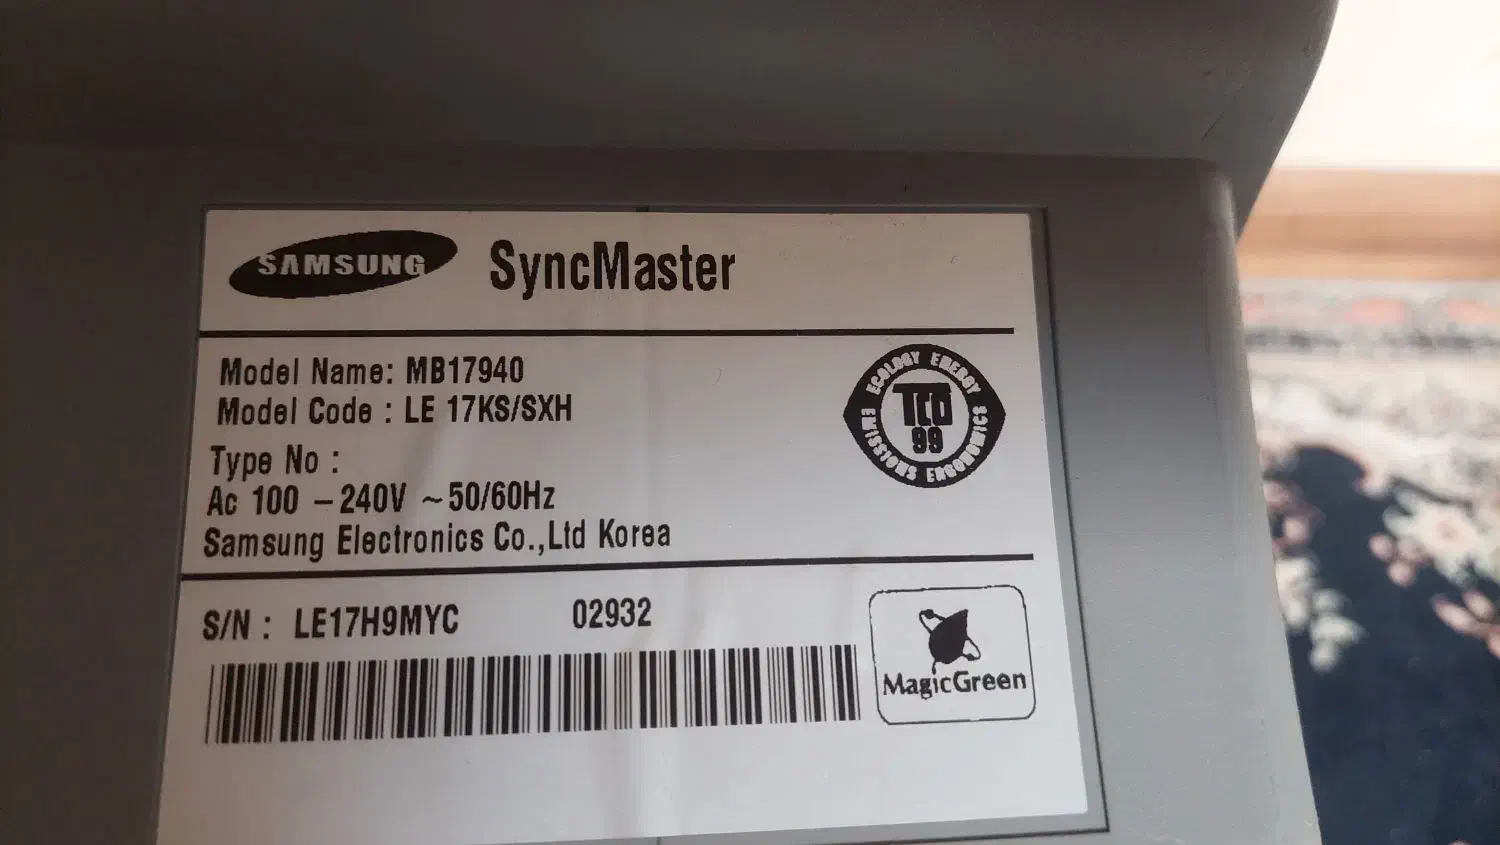 SAMSUNG SyncMaster
Model Name: MB17940
Model Code : LE 17KS/SXH
Type No :
Ac 100 – 240V ~ 50/60Hz
Samsung Electronics Co.,Ltd Korea
ECOLOGY ENERGY
TCO
99
EMISSIONS ERGONOMICS
S/N : LE17H9MYC 02932
MagicGreen